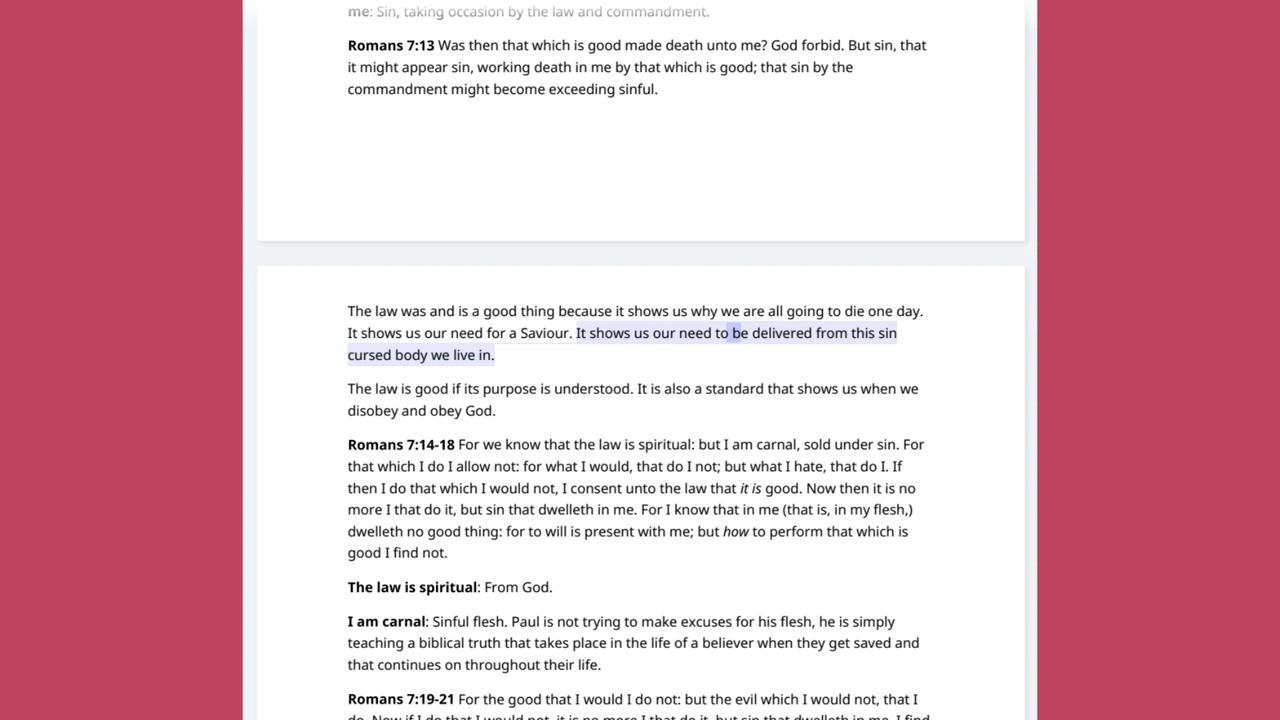 me: Sin, taking occasion by the law and commandment.
Romans 7:13 Was then that which is good made death unto me? God forbid. But sin, that
it might appear sin, working death in me by that which is good; that sin by the
commandment might become exceeding sinful.
The law was and is a good thing because it shows us why we are all going to die one day.
It shows us our need for a Saviour. It shows us our need to be delivered from this sin
cursed body we live in.
The law is good if its purpose is understood. It is also a standard that shows us when we
disobey and obey God.
Romans 7:14-18 For we know that the law is spiritual: but I am carnal, sold under sin. For
that which I do I allow not: for what I would, that do I not; but what I hate, that do I. If
then I do that which I would not, I consent unto the law that it is good. Now then it is no
more I that do it, but sin that dwelleth in me. For I know that in me (that is, in my flesh,)
dwelleth no good thing: for to will is present with me; but how to perform that which is
good I find not.
The law is spiritual: From God.
I am carnal: Sinful flesh. Paul is not trying to make excuses for his flesh, he is simply
teaching a biblical truth that takes place in the life of a believer when they get saved and
that continues on throughout their life.
Romans 7:19-21 For the good that I would I do not: but the evil which I would not, that I
do. Now if I do that I would not, it is no more I that do it, but sin that dwelleth in me. I find